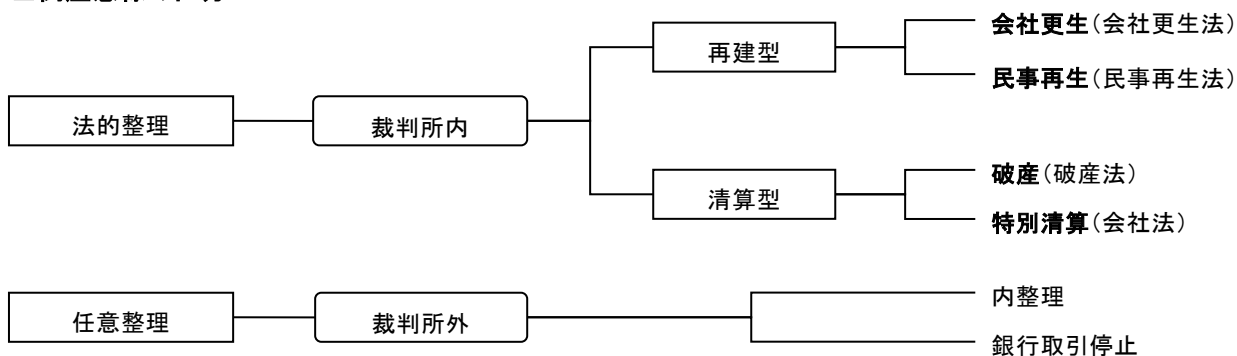 会社更生(会社更生法)
再建型
民事再生(民事再生法)
法的整理
裁判所内
破産(破産法)
清算型
特別清算(会社法)
内整理
任意整理
裁判所外
銀行取引停止